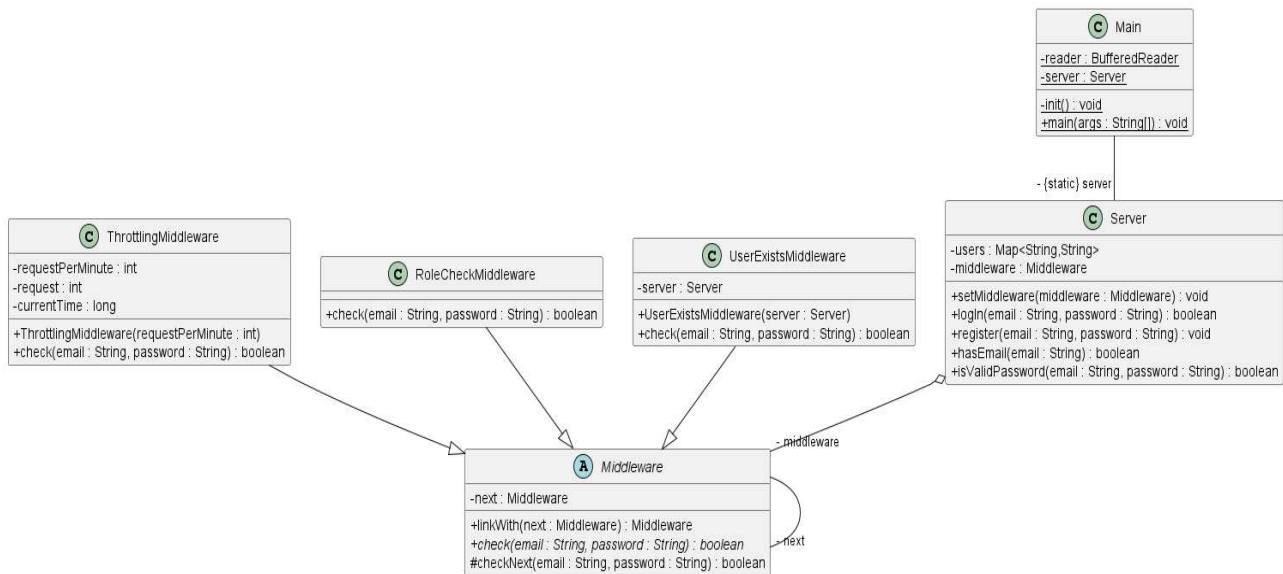 C Main
-reader : BufferedReader
-server : Server
-init() : void
+main(args : String[]) : void
- {static} server
C Server
-users : Map<String,String>
-middleware : Middleware
+setMiddleware(middleware : Middleware) : void
+logIn(email : String, password : String) : boolean
+register(email : String, password : String) : void
+hasEmail(email : String) : boolean
+isValidPassword(email : String, password : String) : boolean
C ThrottlingMiddleware
-requestPerMinute : int
-request : int
-currentTime : long
+ThrottlingMiddleware(requestPerMinute : int)
+check(email : String, password : String) : boolean
C RoleCheckMiddleware
+check(email : String, password : String) : boolean
C UserExistsMiddleware
-server : Server
+UserExistsMiddleware(server : Server)
+check(email : String, password : String) : boolean
- middleware
A Middleware
-next : Middleware
+linkWith(next : Middleware) : Middleware
+check(email : String, password : String) : boolean
#checkNext(email : String, password : String) : boolean
- next